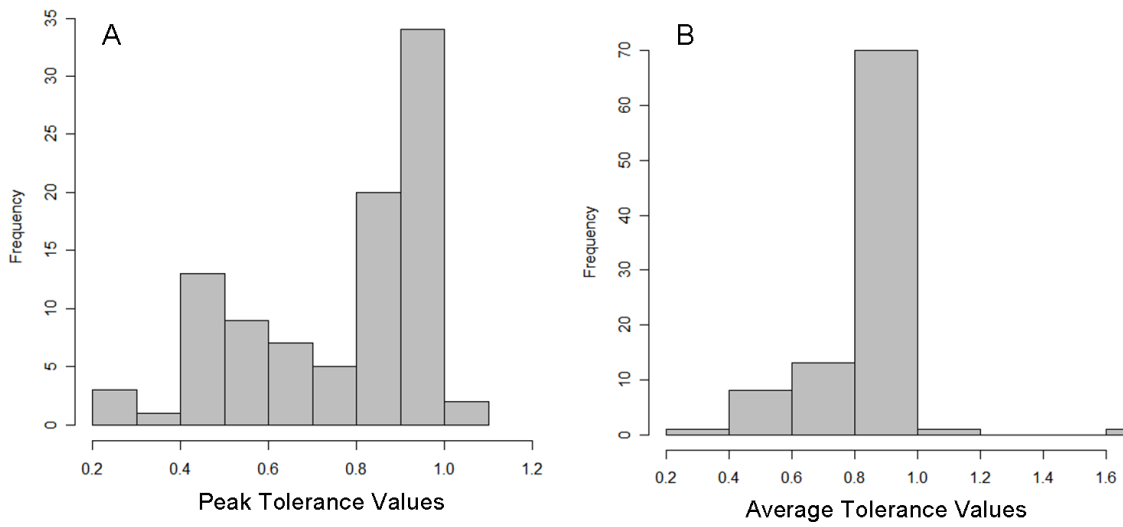 A
Frequency
0 5 10 15 20 25 30 35
0.2 0.4 0.6 0.8 1.0 1.2
Peak Tolerance Values
B
Frequency
0 10 20 30 40 50 60 70
0.2 0.4 0.6 0.8 1.0 1.2 1.4 1.6
Average Tolerance Values